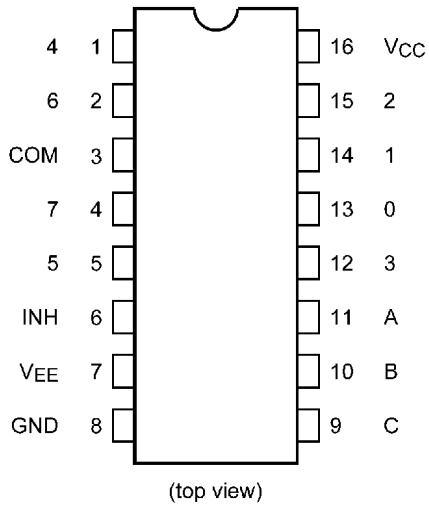 4 1 16 VCC
6 2 15 2
COM 3 14 1
7 4 13 0
5 5 12 3
INH 6 11 A
VEE 7 10 B
GND 8 9 C
(top view)